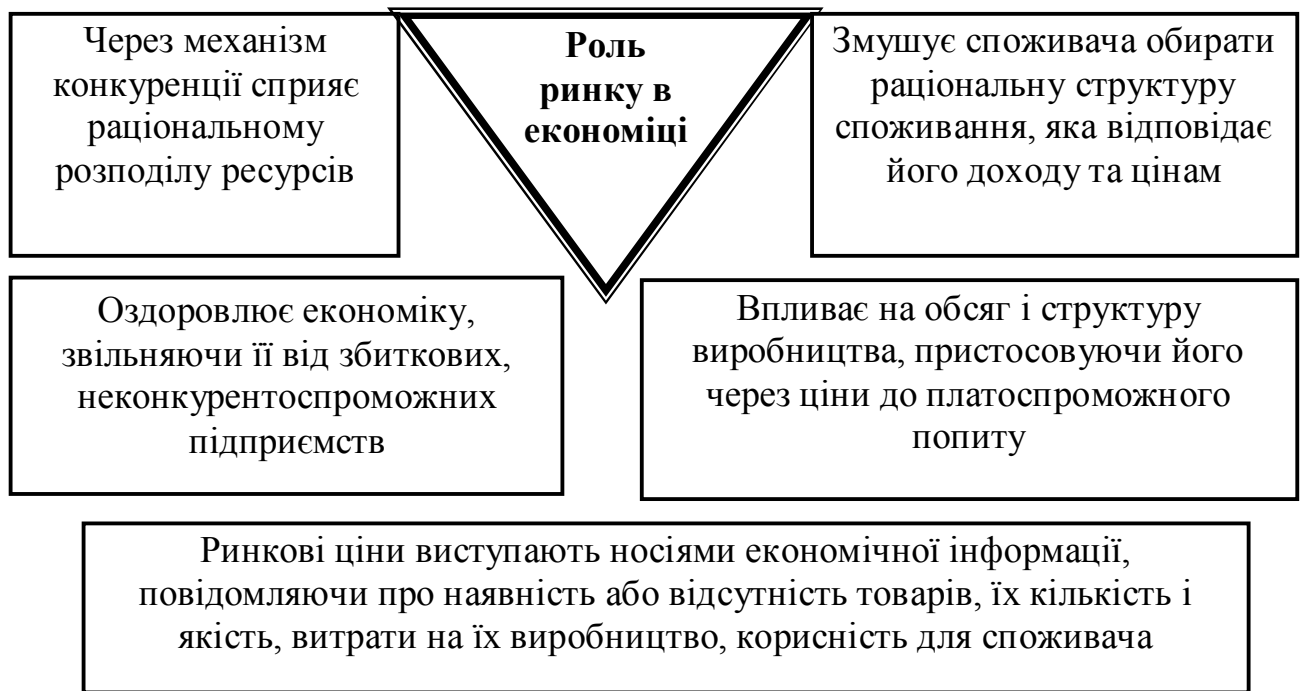 Через механізм
конкуренції сприяє
раціональному
розподілу ресурсів
Роль
ринку в
економіці
Змушує споживача обирати
раціональну структуру
споживання, яка відповідає
його доходу та цінам
Оздоровлює економіку,
звільняючи її від збиткових,
неконкурентоспроможних
підприємств
Впливає на обсяг і структуру
виробництва, пристосовуючи його
через ціни до платоспроможного
попиту
Ринкові ціни виступають носіями економічної інформації,
повідомляючи про наявність або відсутність товарів, їх кількість і
якість, витрати на їх виробництво, корисність для споживача